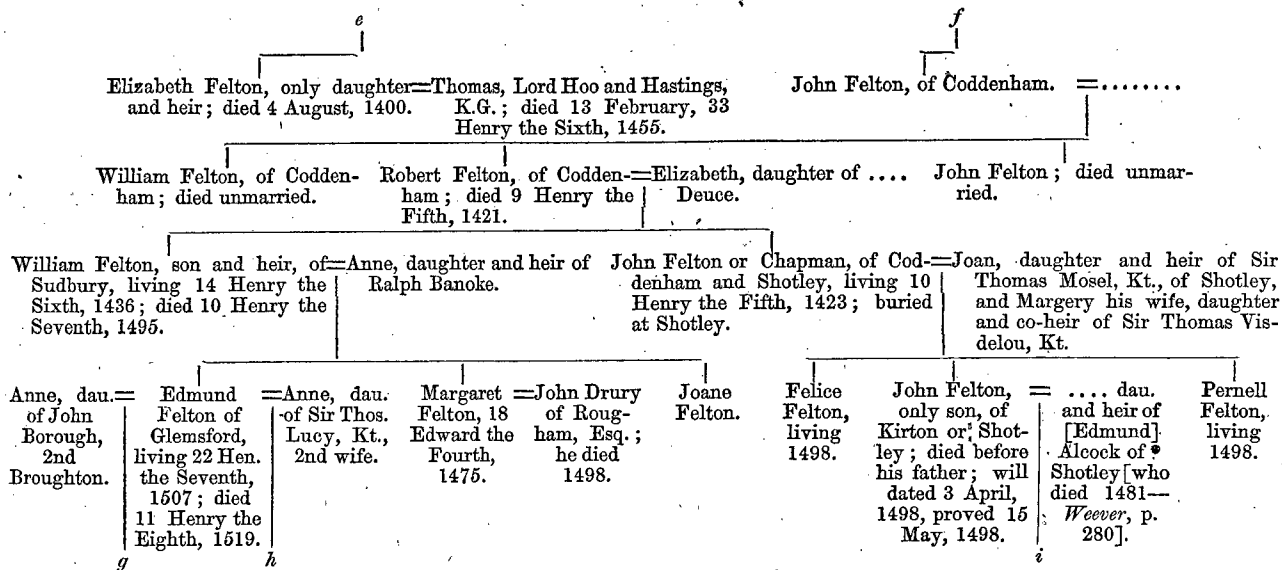 e
f
Elizabeth Felton, only daughter=Thomas, Lord Hoo and Hastings,
and heir; died 4 August, 1400.
K.G.; died 13 February, 33
Henry the Sixth, 1455.
John Felton, of Coddenham. =........
William Felton, of Codden-
ham; died unmarried.
Robert Felton, of Codden-=Elizabeth, daughter of ....
ham; died 9 Henry the
Fifth, 1421.
Deuce.
John Felton; died unmar-
ried.
William Felton, son and heir, of=Anne, daughter and heir of
Sudbury, living 14 Henry the
Sixth, 1436; died 10 Henry the
Seventh, 1495.
Ralph Banoke.
John Felton or Chapman, of Cod-=Joan, daughter and heir of Sir
denham and Shotley, living 10
Henry the Fifth, 1423; buried
at Shotley.
Thomas Mosel, Kt., of Shotley,
and Margery his wife, daughter
and co-heir of Sir Thomas Vis-
delou, Kt.
Anne, dau.=
of John
Borough,
2nd
Broughton.
Edmund
Felton of
Glemsford,
living 22 Hen.
the Seventh,
1507; died
11 Henry the
Eighth, 1519.
=Anne, dau.
of Sir Thos.
Lucy, Kt.,
2nd wife.
Margaret
Felton, 18
Edward the
Fourth,
1475.
=John Drury
of Roug-
ham, Esq.;
he died
1498.
Joane
Felton.
Felice
Felton,
living
1498.
John Felton,
only son, of
Kirton or Shot-
ley; died before
his father; will
dated 3 April,
1498, proved 15
May, 1498.
= .... dau.
and heir of
[Edmund]
Alcock of
Shotley [who
died 1481—
Weever, p.
280].
Pernell
Felton,
living
1498.
g
h
i